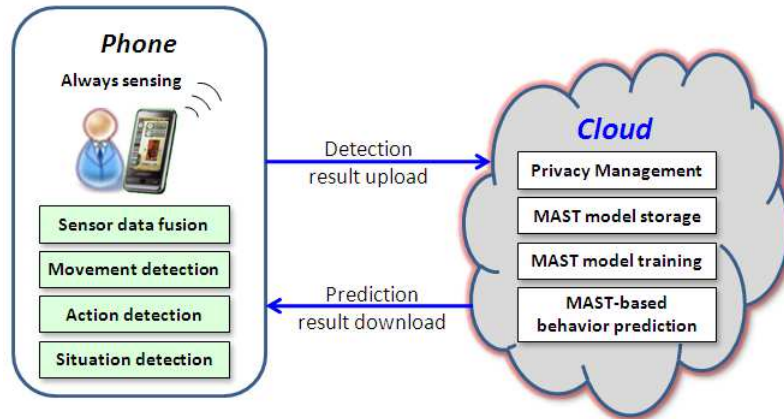 Phone
Always sensing
Sensor data fusion
Movement detection
Action detection
Situation detection
Detection
result upload
Prediction
result download
Cloud
Privacy Management
MAST model storage
MAST model training
MAST-based
behavior prediction